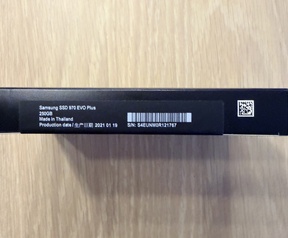 Samsung SSD 970 EVO Plus
250GB
Made in Thailand
Production date / 生产日期 2021 01 19
S/N: S4EUNM0R121767